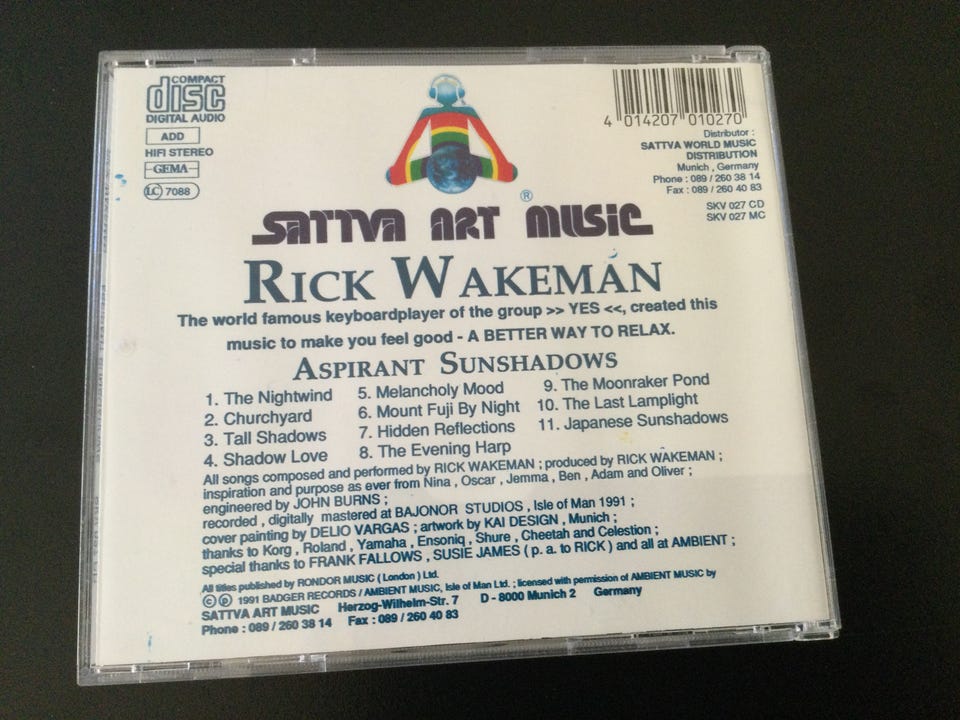 COMPACT
disc
DIGITAL AUDIO
ADD
HIFI STEREO
GEMA
LC 7088
4 014207 010270
Distributor :
SATTVA WORLD MUSIC
DISTRIBUTION
Munich , Germany
Phone : 089 / 260 38 14
Fax : 089 / 260 40 83
SKV 027 CD
SKV 027 MC
®
SATTVA ART MUSIC
RICK WAKEMAN
The world famous keyboardplayer of the group >> YES <<, created this
music to make you feel good - A BETTER WAY TO RELAX.
ASPIRANT SUNSHADOWS
1. The Nightwind
2. Churchyard
3. Tall Shadows
4. Shadow Love
5. Melancholy Mood
6. Mount Fuji By Night
7. Hidden Reflections
8. The Evening Harp
9. The Moonraker Pond
10. The Last Lamplight
11. Japanese Sunshadows
All songs composed and performed by RICK WAKEMAN ; produced by RICK WAKEMAN ;
inspiration and purpose as ever from Nina , Oscar , Jemma , Ben , Adam and Oliver ;
engineered by JOHN BURNS ;
recorded , digitally mastered at BAJONOR STUDIOS , Isle of Man 1991 ;
cover painting by DELIO VARGAS ; artwork by KAI DESIGN , Munich ;
thanks to Korg , Roland , Yamaha , Ensoniq , Shure , Cheetah and Celestion ;
special thanks to FRANK FALLOWS , SUSIE JAMES ( p. a. to RICK ) and all at AMBIENT ;
All titles published by RONDOR MUSIC ( London ) Ltd.
© ℗ 1991 BADGER RECORDS / AMBIENT MUSIC, Isle of Man Ltd. ; licensed with permission of AMBIENT MUSIC by
SATTVA ART MUSIC Herzog-Wilhelm-Str. 7 D - 8000 Munich 2 Germany
Phone : 089 / 260 38 14 Fax : 089 / 260 40 83